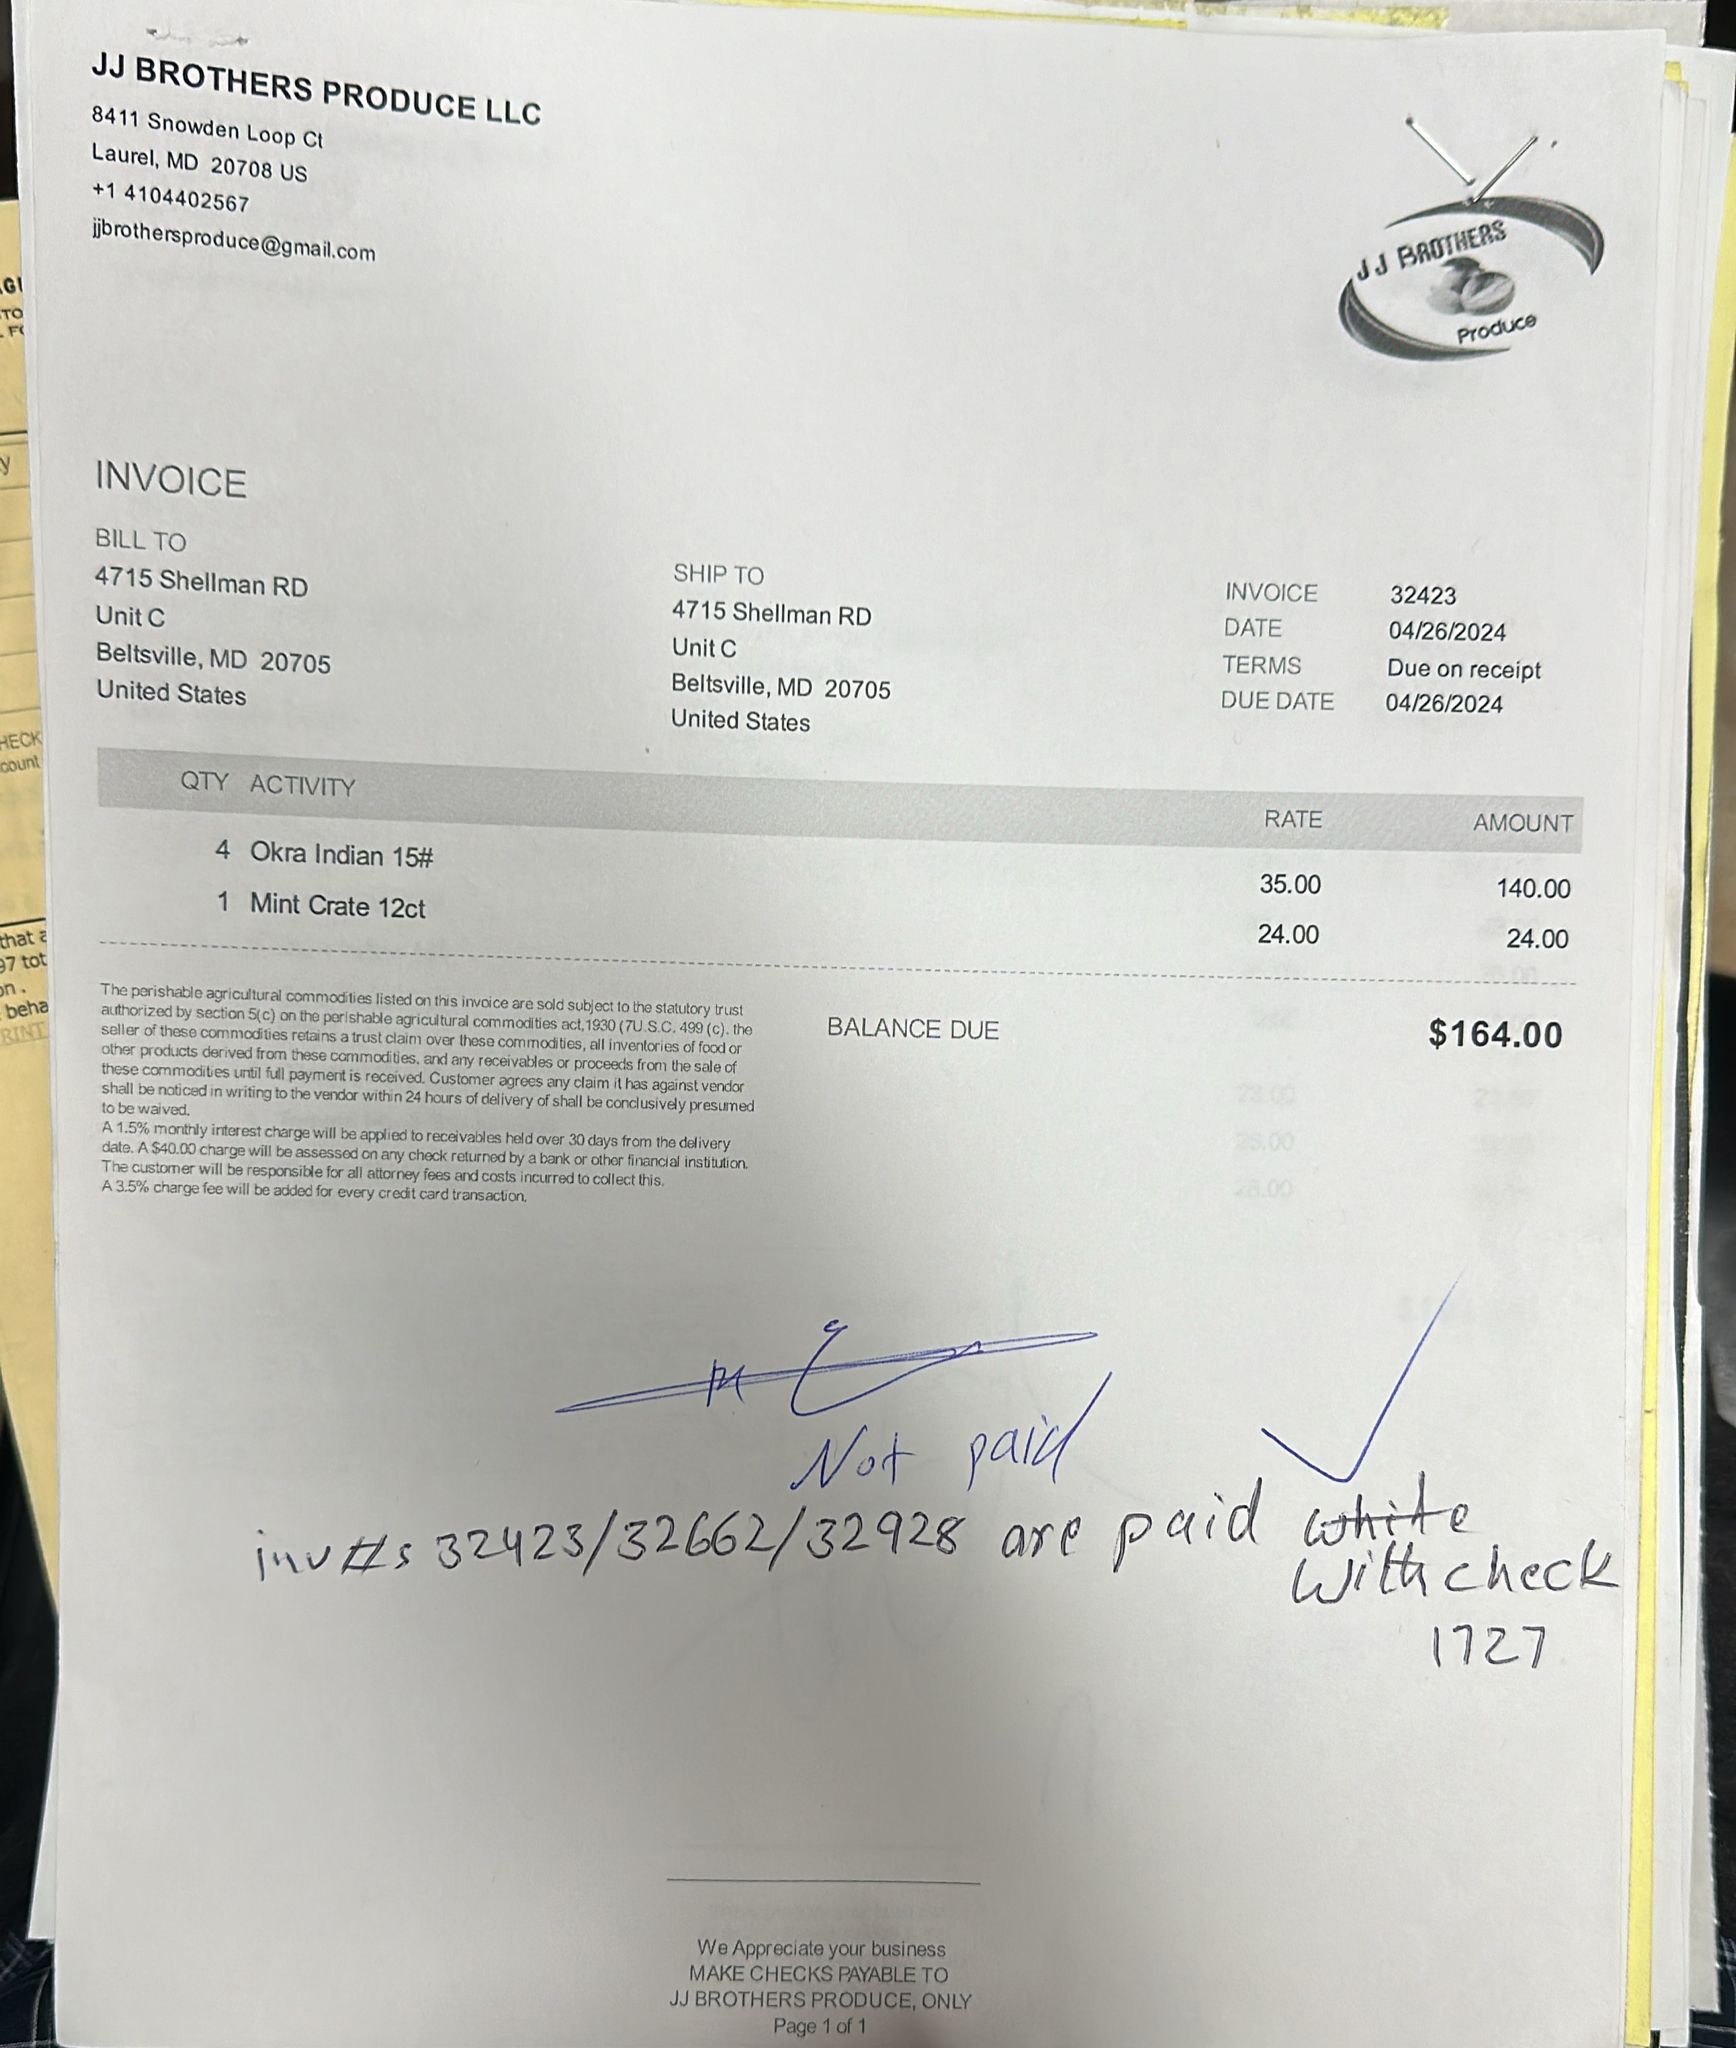 JJ BROTHERS PRODUCE LLC
8411 Snowden Loop Ct
Laurel, MD 20708 US
+1 4104402567
jjbrothersproduce@gmail.com
JJ BROTHERS
Produce
INVOICE
BILL TO
4715 Shellman RD
Unit C
Beltsville, MD 20705
United States
SHIP TO
4715 Shellman RD
Unit C
Beltsville, MD 20705
United States
INVOICE 32423
DATE 04/26/2024
TERMS Due on receipt
DUE DATE 04/26/2024
QTY ACTIVITY RATE AMOUNT
4 Okra Indian 15# 35.00 140.00
1 Mint Crate 12ct 24.00 24.00
The perishable agricultural commodities listed on this invoice are sold subject to the statutory trust
authorized by section 5(c) on the perishable agricultural commodities act,1930 (7U.S.C. 499 (c). the
seller of these commodities retains a trust claim over these commodities, all inventories of food or
other products derived from these commodities, and any receivables or proceeds from the sale of
these commodities until full payment is received. Customer agrees any claim it has against vendor
shall be noticed in writing to the vendor within 24 hours of delivery of shall be conclusively presumed
to be waived.
A 1.5% monthly interest charge will be applied to receivables held over 30 days from the delivery
date. A $40.00 charge will be assessed on any check returned by a bank or other financial institution.
The customer will be responsible for all attorney fees and costs incurred to collect this.
A 3.5% charge fee will be added for every credit card transaction.
BALANCE DUE $164.00
Not paid
inv #s 32423/32662/32928 are paid white
with check
1727
We Appreciate your business
MAKE CHECKS PAYABLE TO
JJ BROTHERS PRODUCE, ONLY
Page 1 of 1